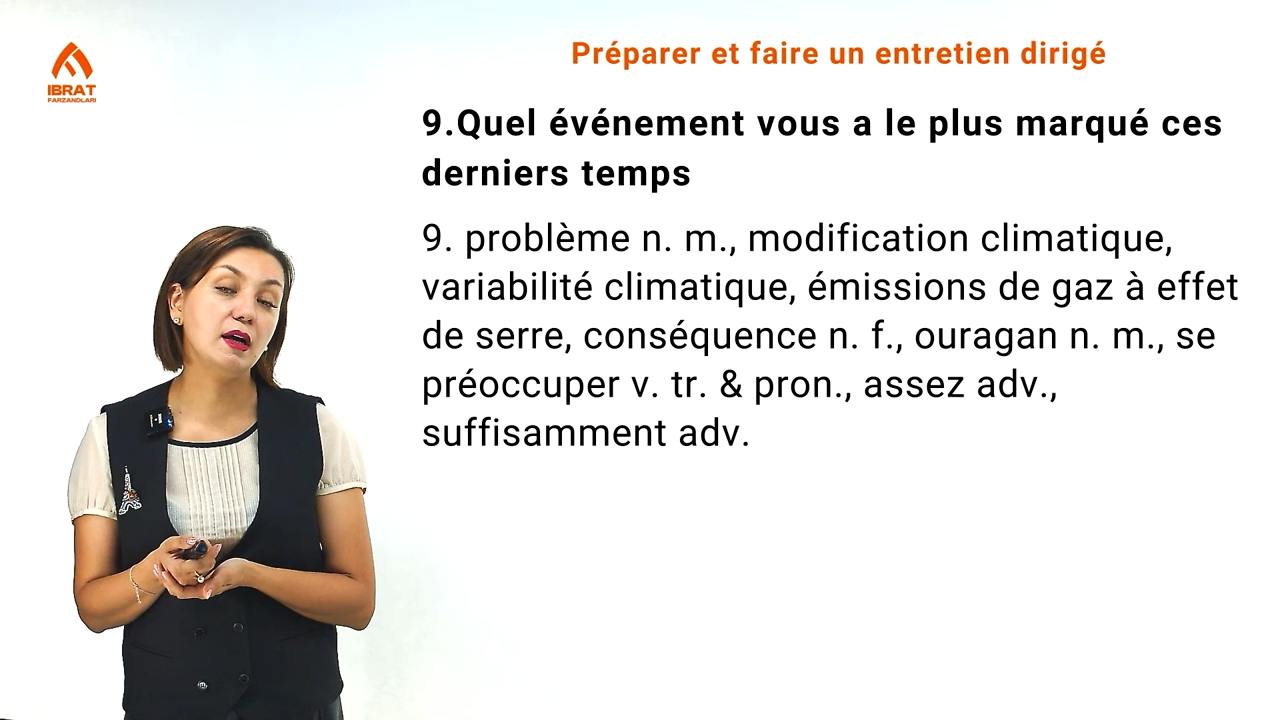 IBRAT
FARZANDLARI
Préparer et faire un entretien dirigé
9.Quel événement vous a le plus marqué ces
derniers temps
9. problème n. m., modification climatique,
variabilité climatique, émissions de gaz à effet
de serre, conséquence n. f., ouragan n. m., se
préoccuper v. tr. & pron., assez adv.,
suffisamment adv.